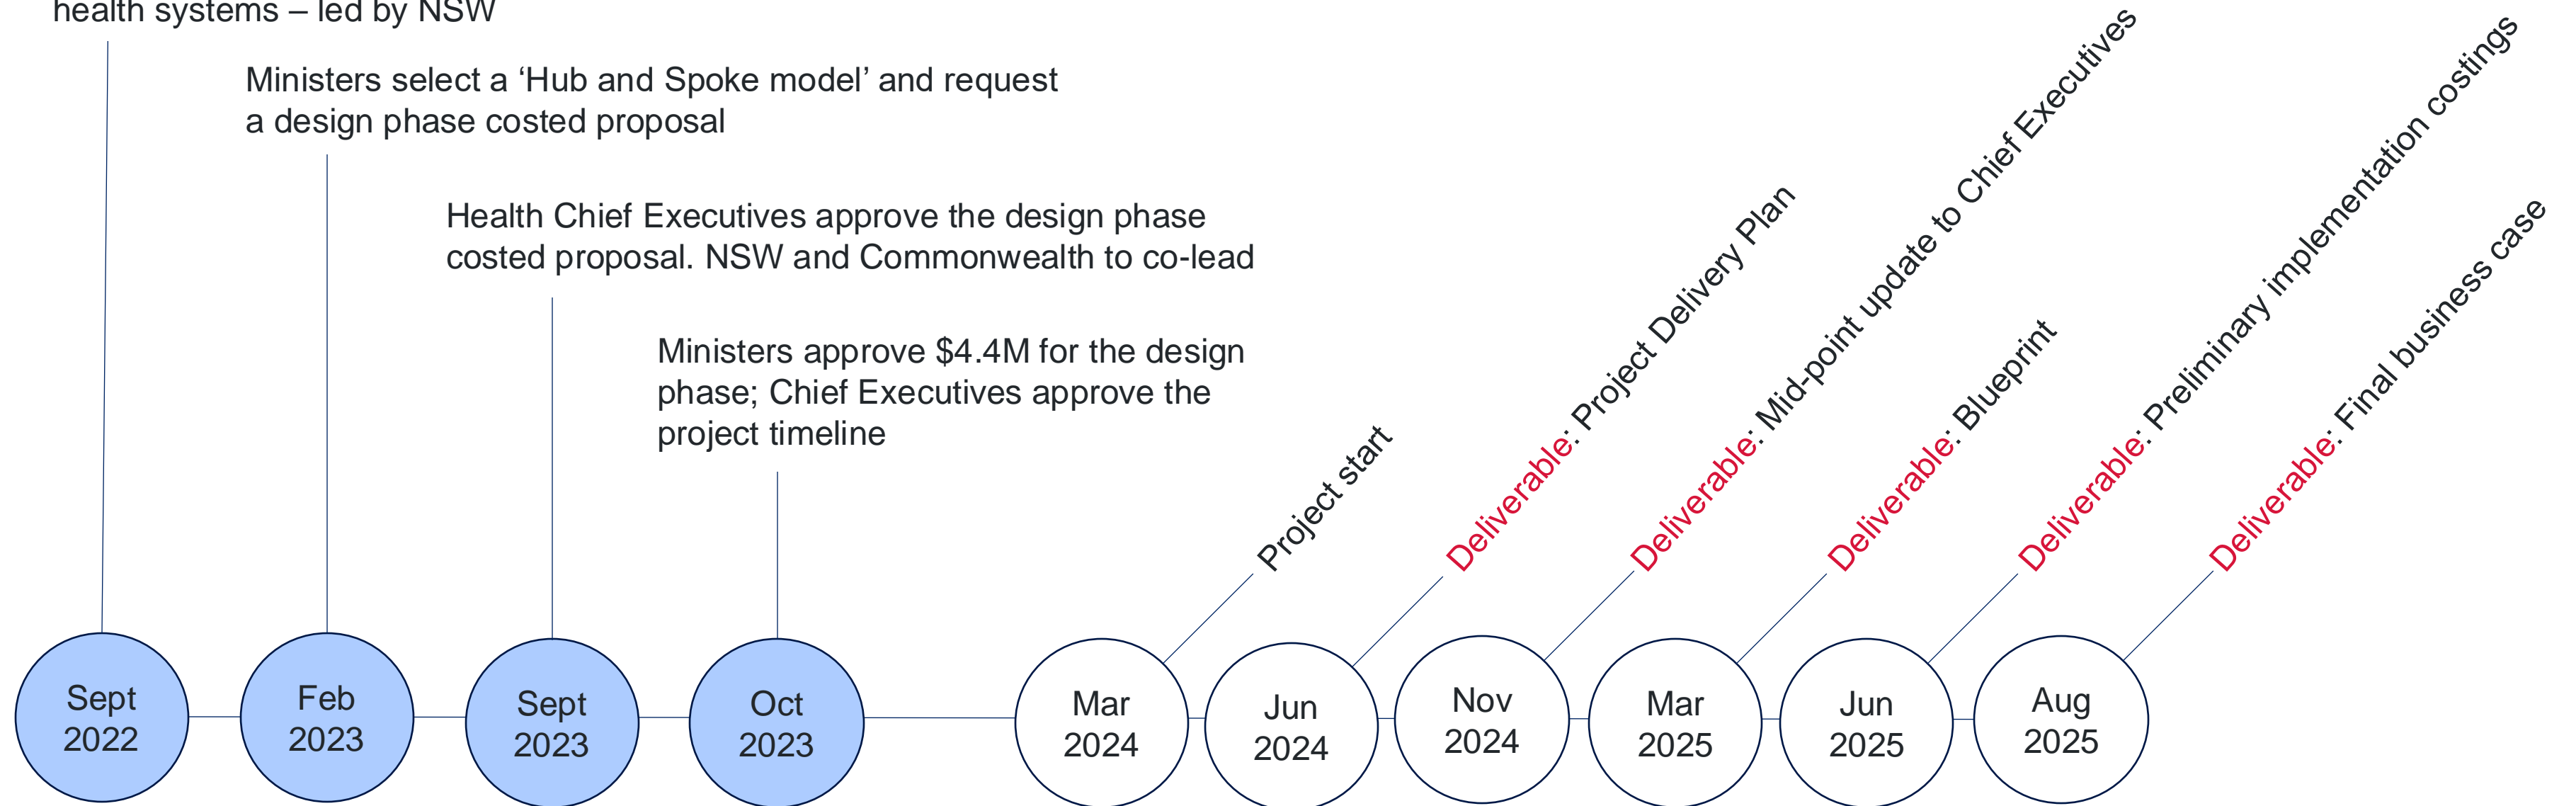 health systems – led by NSW
Ministers select a ‘Hub and Spoke model’ and request
a design phase costed proposal
Health Chief Executives approve the design phase
costed proposal. NSW and Commonwealth to co-lead
Ministers approve $4.4M for the design
phase; Chief Executives approve the
project timeline
Project start
Deliverable: Project Delivery Plan
Deliverable: Mid-point update to Chief Executives
Deliverable: Blueprint
Deliverable: Preliminary implementation costings
Deliverable: Final business case
Sept
2022
Feb
2023
Sept
2023
Oct
2023
Mar
2024
Jun
2024
Nov
2024
Mar
2025
Jun
2025
Aug
2025